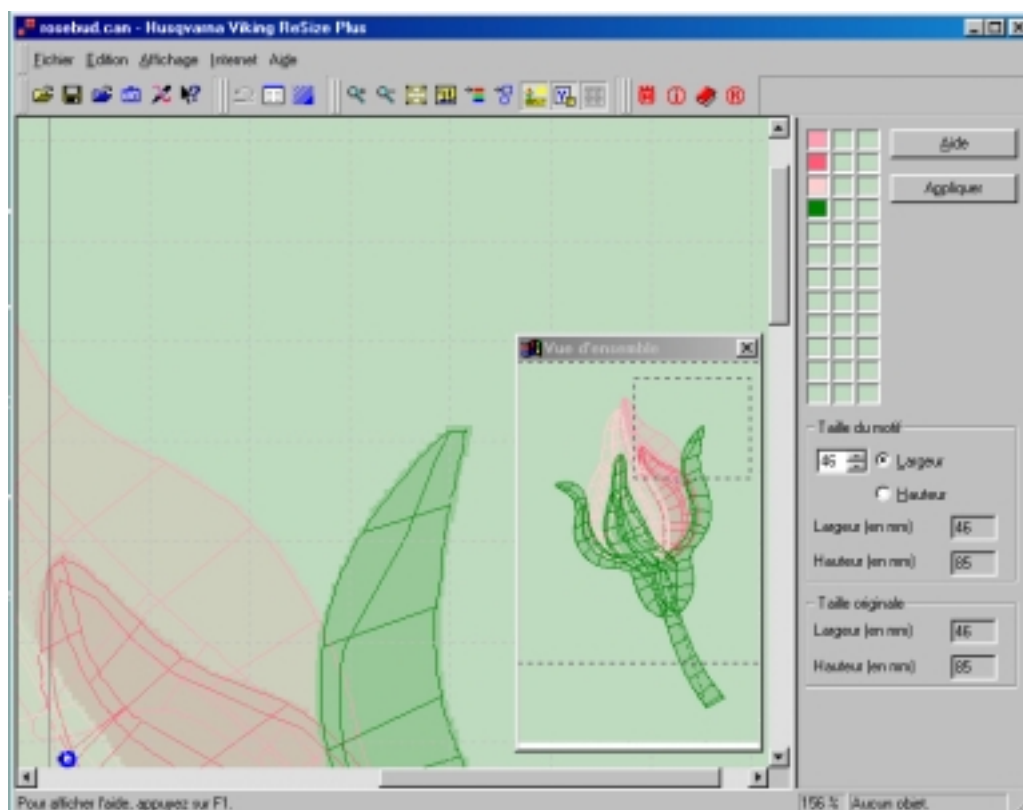 rosebud.can - Husqvarna Viking ReSize Plus
Fichier Edition Affichage Internet Aide
Vue d'ensemble
Aide
Appliquer
Taille du motif
46 Largeur
Hauteur
Largeur (en mm) 46
Hauteur (en mm) 85
Taille originale
Largeur (en mm) 46
Hauteur (en mm) 85
Pour afficher l'aide, appuyez sur F1.
156 % Aucun objet.